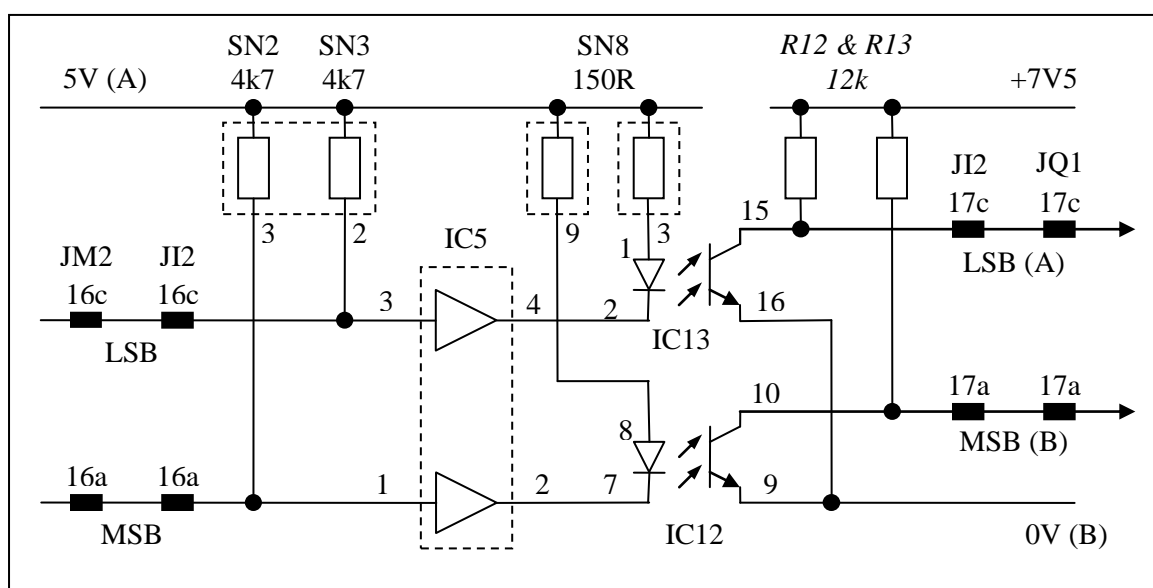 SN2 SN3 SN8 R12 & R13
5V (A) 4k7 4k7 150R 12k +7V5
JI2 JQ1
15 17c 17c
3 2 9 3
JM2 JI2 IC5 1 LSB (A)
16c 16c 3 4 2 16
LSB IC13
10 17a 17a
8 MSB (B)
16a 16a 1 2 7 9
MSB IC12 0V (B)